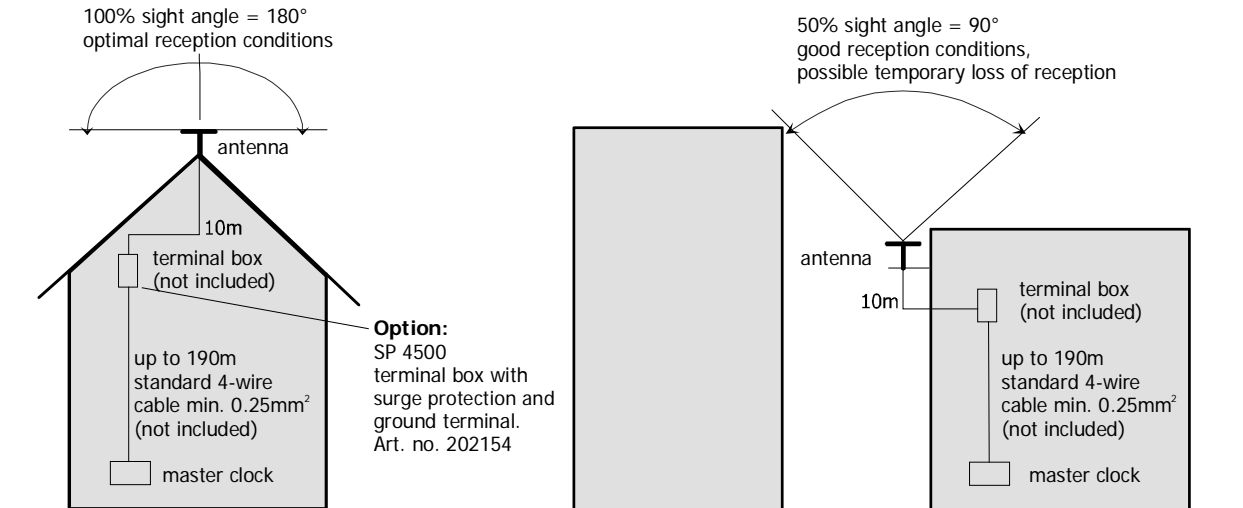 100% sight angle = 180°
optimal reception conditions
antenna
10m
terminal box
(not included)
Option:
SP 4500
terminal box with
surge protection and
ground terminal.
Art. no. 202154
up to 190m
standard 4-wire
cable min. 0.25mm²
(not included)
master clock
50% sight angle = 90°
good reception conditions,
possible temporary loss of reception
antenna
10m
terminal box
(not included)
up to 190m
standard 4-wire
cable min. 0.25mm²
(not included)
master clock